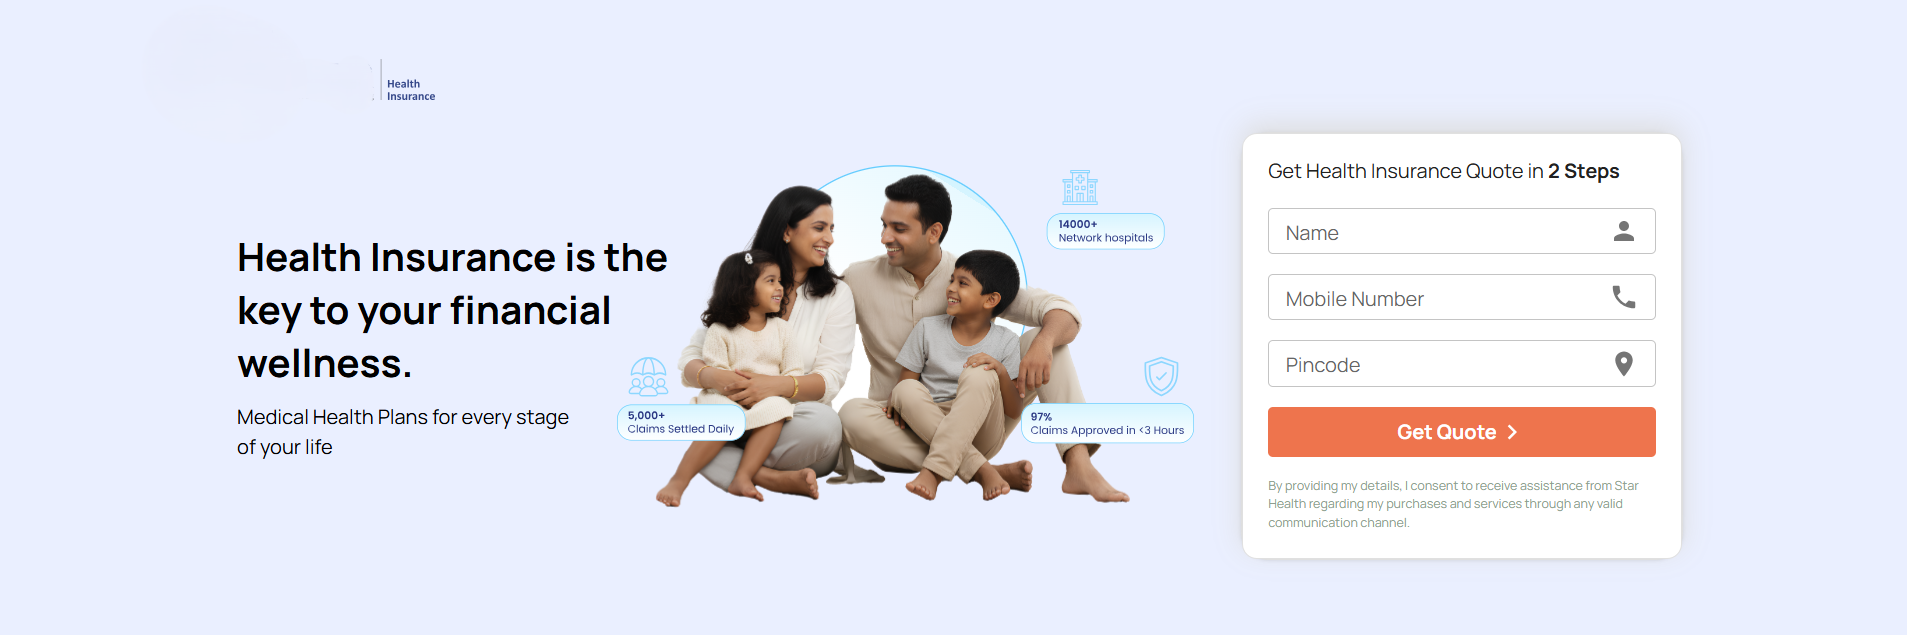 Health
Insurance
Health Insurance is the
key to your financial
wellness.
Medical Health Plans for every stage
of your life
14000+
Network hospitals
5,000+
Claims Settled Daily
97%
Claims Approved in <3 Hours
Get Health Insurance Quote in 2 Steps
Name
Mobile Number
Pincode
Get Quote
By providing my details, I consent to receive assistance from Star
Health regarding my purchases and services through any valid
communication channel.